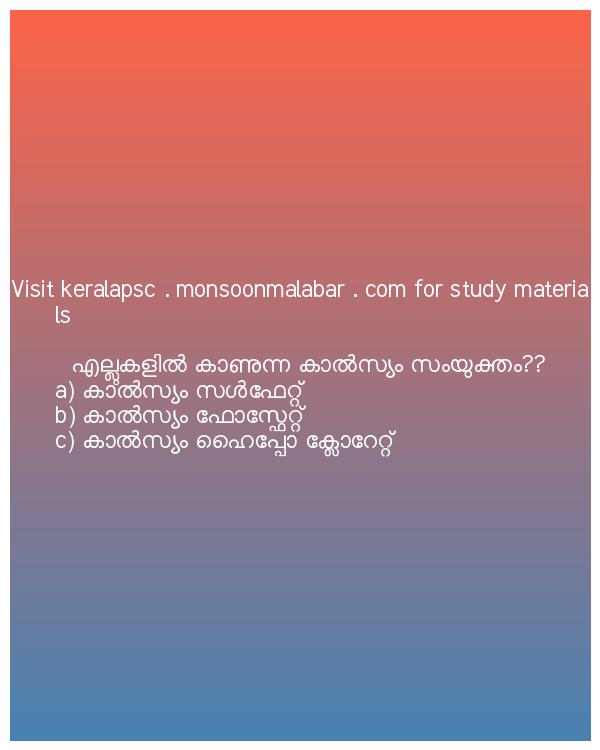 Visit keralapsc . monsoonmalabar . com for study materia
ls
എല്ലുകളിൽ കാണുന്ന കാൽസ്യം സംയുക്തം??
a) കാൽസ്യം സൾഫേറ്റ്
b) കാൽസ്യം ഫോസ്ഫേറ്റ്
c) കാൽസ്യം ഹൈപ്പോ ക്ലോറേറ്റ്